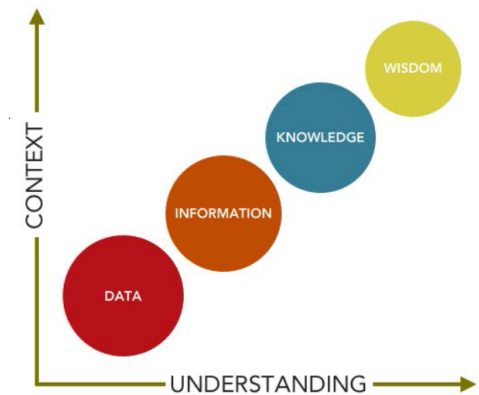 WISDOM
KNOWLEDGE
CONTEXT
INFORMATION
DATA
UNDERSTANDING